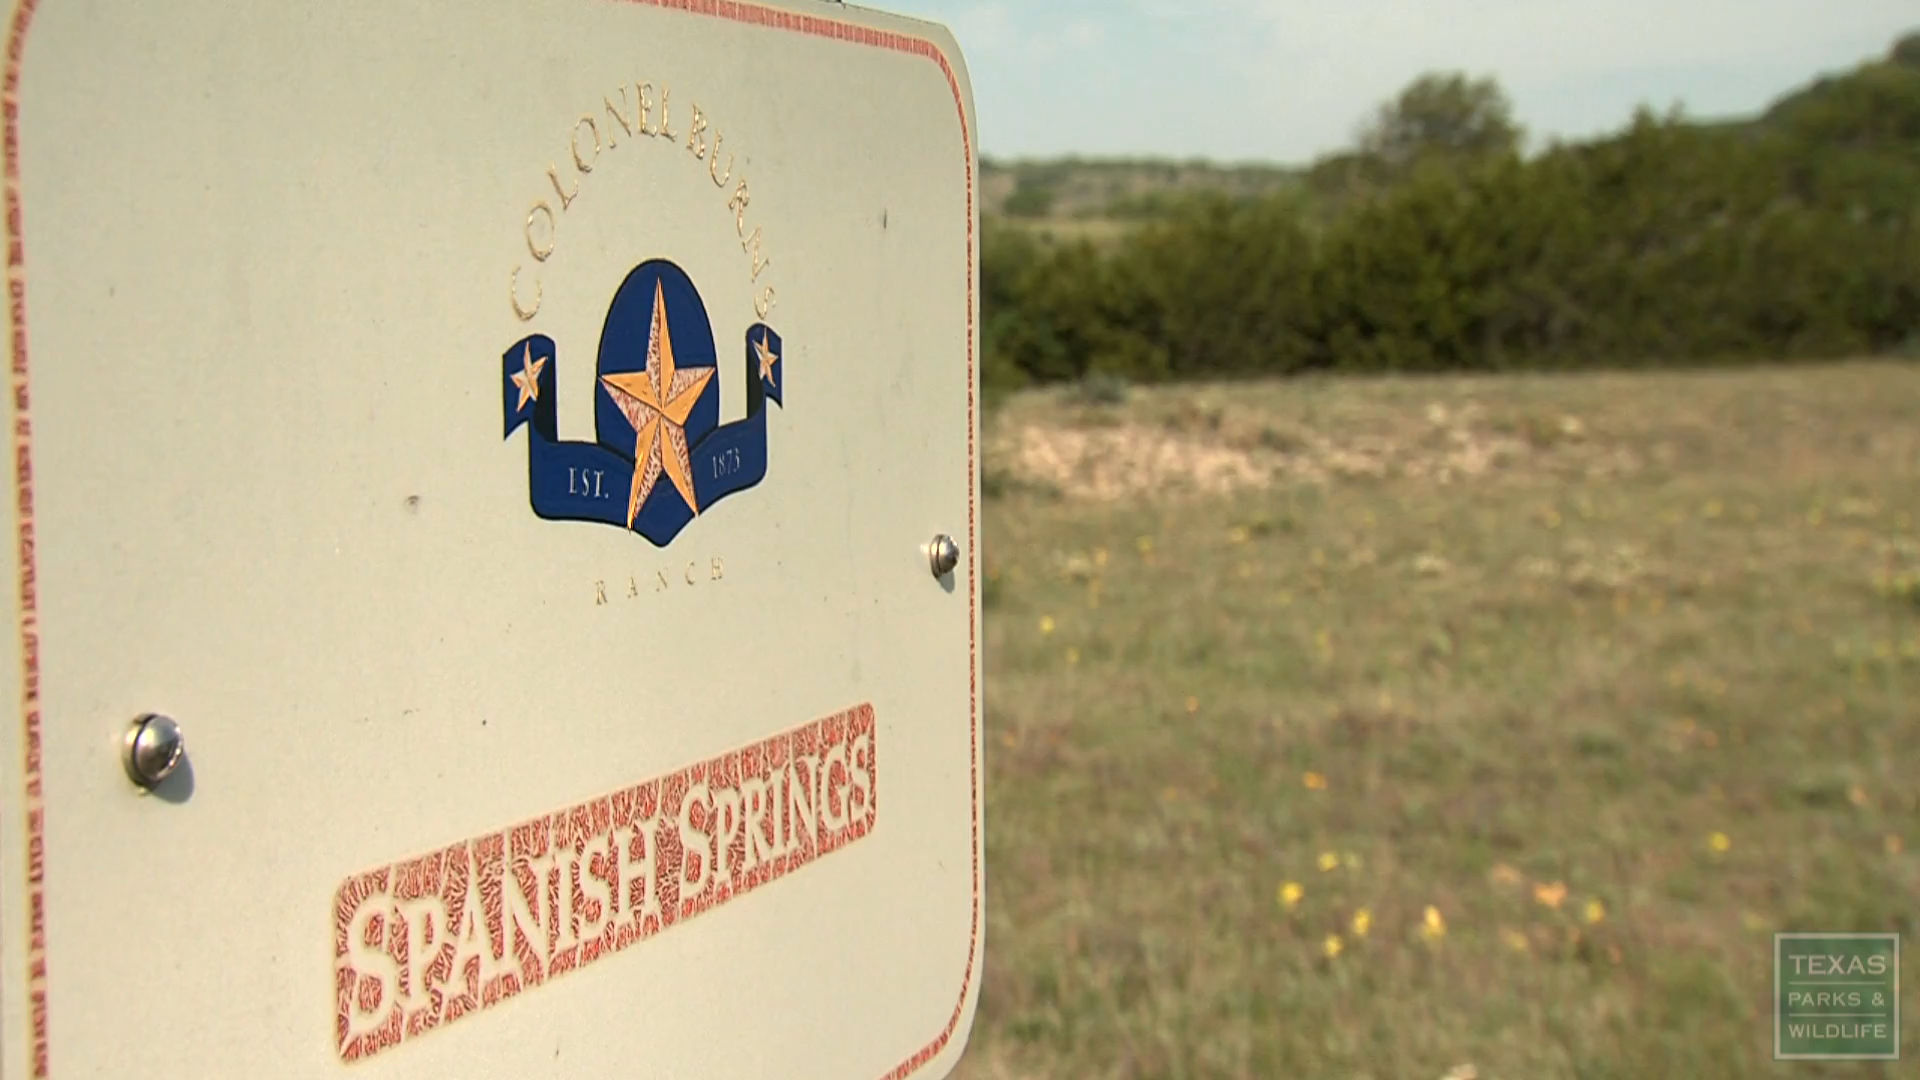 COLONEL BURNS
EST. 1873
RANCH
SPANISH SPRINGS
TEXAS
PARKS &
WILDLIFE